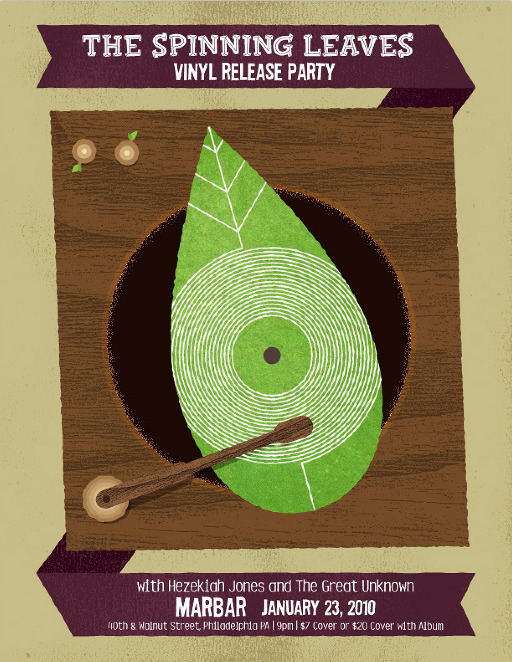 THE SPINNING LEAVES
VINYL RELEASE PARTY
with Hezekiah Jones and The Great Unknown
MARBAR JANUARY 23, 2010
40th & Walnut Street, Philadelphia PA | 9pm | $7 Cover or $20 Cover with Album